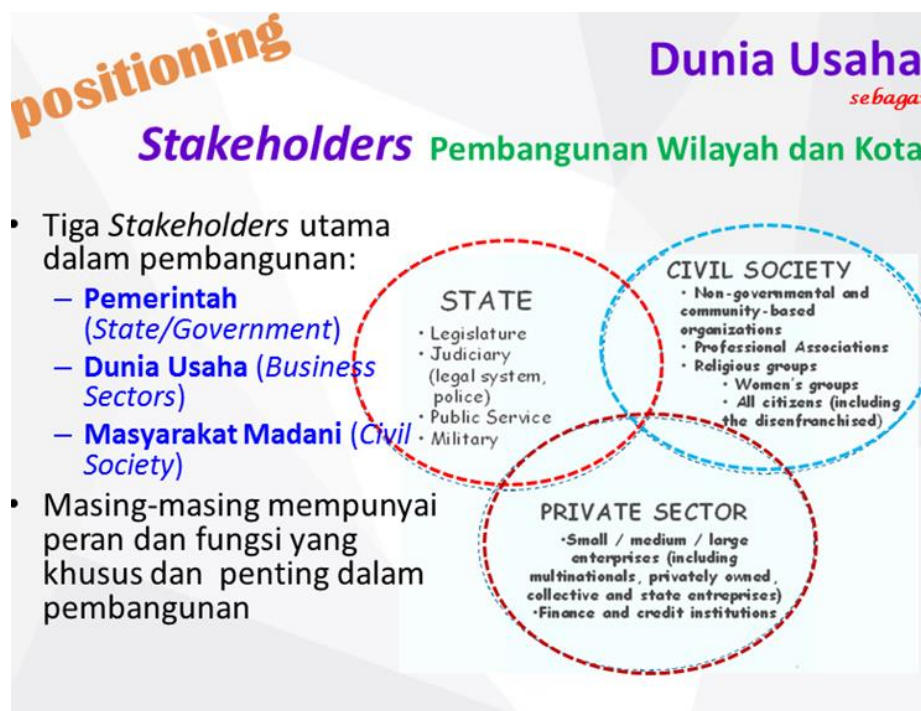 positioning
Dunia Usaha
sebagai
Stakeholders Pembangunan Wilayah dan Kota
• Tiga Stakeholders utama
dalam pembangunan:
– Pemerintah
(State/Government)
– Dunia Usaha (Business
Sectors)
– Masyarakat Madani (Civil
Society)
• Masing-masing mempunyai
peran dan fungsi yang
khusus dan penting dalam
pembangunan
STATE
• Legislature
• Judiciary
(legal system,
police)
• Public Service
• Military
CIVIL SOCIETY
• Non-governmental and
community-based
organizations
• Professional Associations
• Religious groups
• Women's groups
• All citizens (including
the disenfranchised)
PRIVATE SECTOR
•Small / medium / large
enterprises (including
multinationals, privately owned,
collective and state entreprises)
•Finance and credit institutions